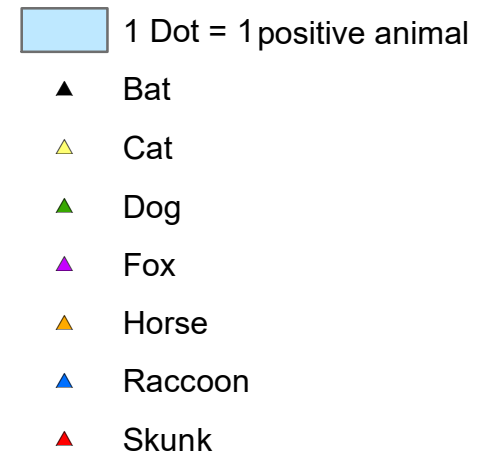 1 Dot = 1 positive animal
Bat
Cat
Dog
Fox
Horse
Raccoon
Skunk